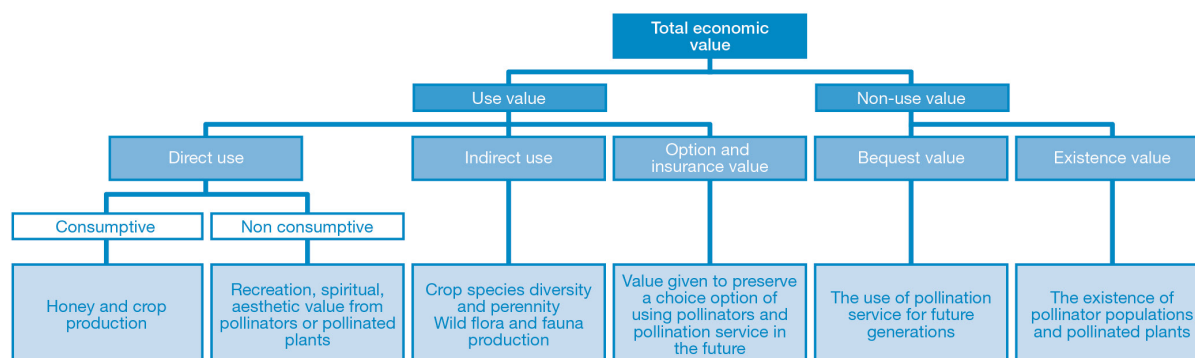 Total economic
value
Use value
Non-use value
Direct use
Indirect use
Option and
insurance value
Bequest value
Existence value
Consumptive
Non consumptive
Honey and crop
production
Recreation, spiritual,
aesthetic value from
pollinators or pollinated
plants
Crop species diversity
and perennity
Wild flora and fauna
production
Value given to preserve
a choice option of
using pollinators and
pollination service in
the future
The use of pollination
service for future
generations
The existence of
pollinator populations
and pollinated plants